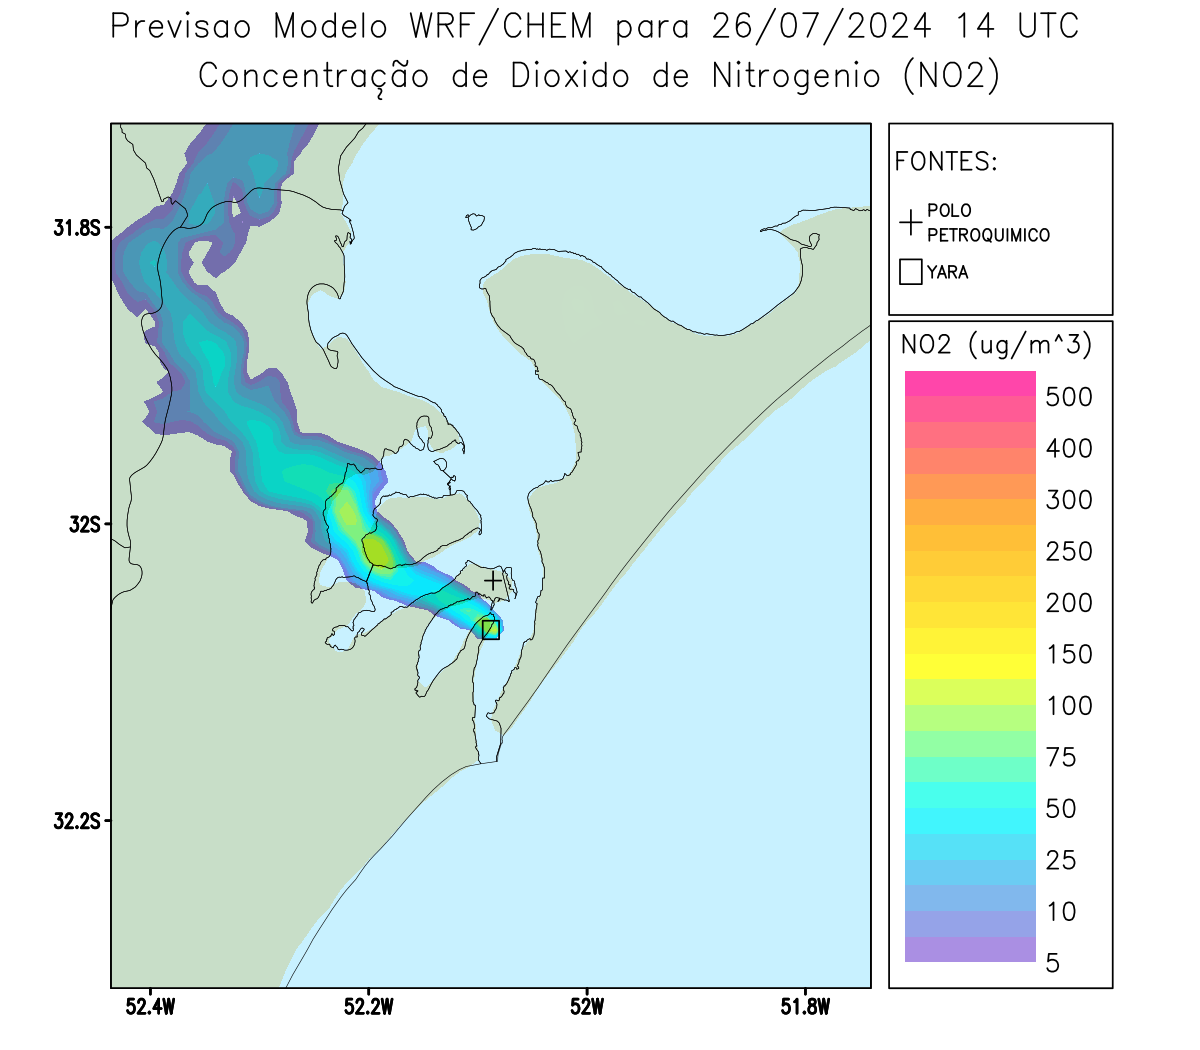 Previsao Modelo WRF/CHEM para 26/07/2024 14 UTC
Concentração de Dioxido de Nitrogenio (NO2)
FONTES:
POLO
PETROQUIMICO
YARA
NO2 (ug/m^3)
500
400
300
250
200
150
100
75
50
25
10
5
31.8S
32S
32.2S
52.4W
52.2W
52W
51.8W